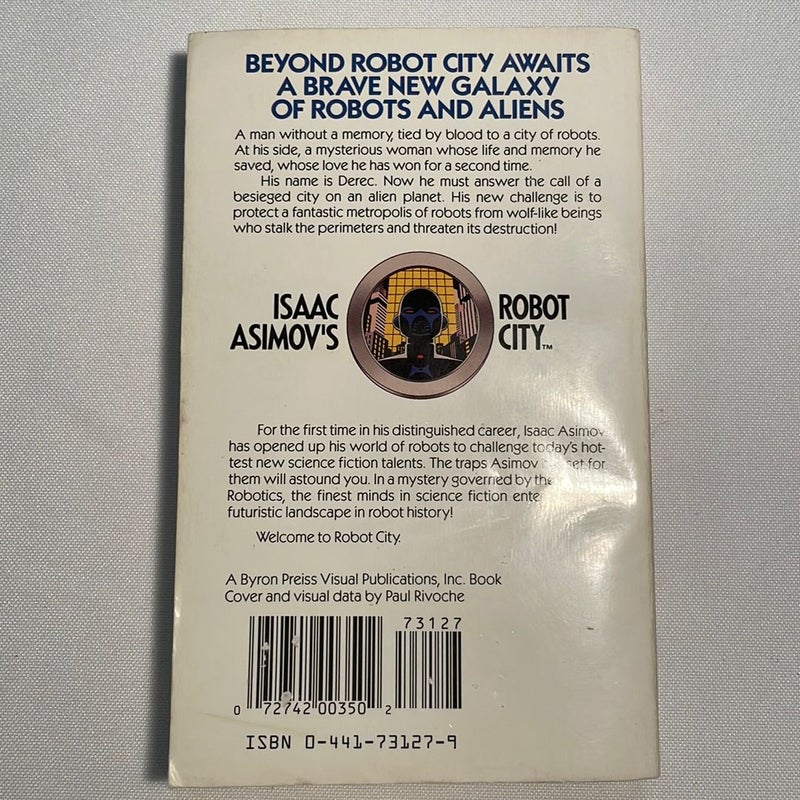 BEYOND ROBOT CITY AWAITS
A BRAVE NEW GALAXY
OF ROBOTS AND ALIENS
A man without a memory, tied by blood to a city of robots.
At his side, a mysterious woman whose life and memory he
saved, whose love he has won for a second time.
His name is Derec. Now he must answer the call of a
besieged city on an alien planet. His new challenge is to
protect a fantastic metropolis of robots from wolf-like beings
who stalk the perimeters and threaten its destruction!
ISAAC
ASIMOV'S
ROBOT
CITY™
For the first time in his distinguished career, Isaac Asimov
has opened up his world of robots to challenge today's hot-
test new science fiction talents. The traps Asimov set for
them will astound you. In a mystery governed by the
Robotics, the finest minds in science fiction enter
futuristic landscape in robot history!
Welcome to Robot City.
A Byron Preiss Visual Publications, Inc. Book
Cover and visual data by Paul Rivoche
73127
0 72742 00350 2
ISBN 0-441-73127-9